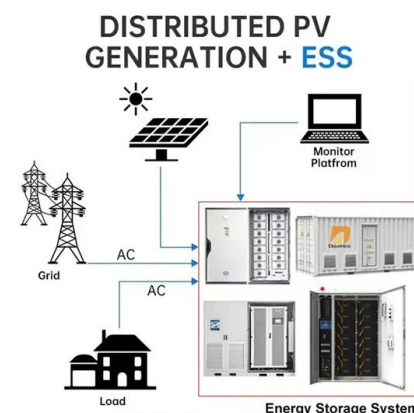 DISTRIBUTED PV
GENERATION + ESS
Monitor
Platfrom
AC
Grid
AC
Load
Energy Storage System